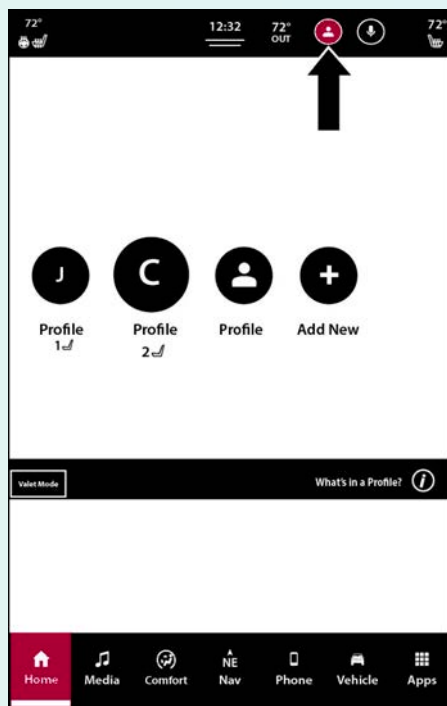 72°
12:32
72°
OUT
72°
J
C
Profile
1
Profile
2
Profile
+
Add New
Valet Mode
What's in a Profile?
i
Home
Media
Comfort
NE
Nav
Phone
Vehicle
Apps